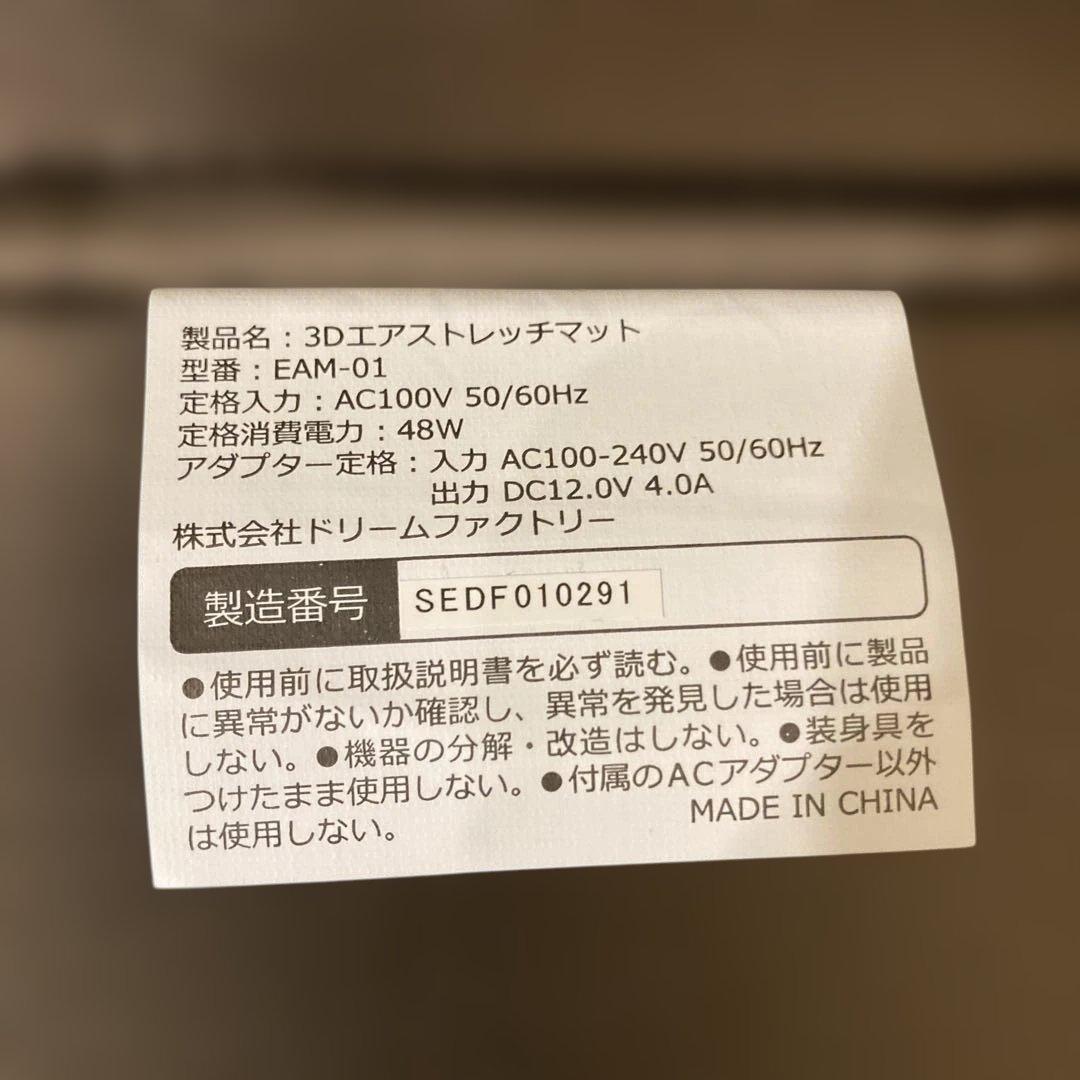 製品名：3Dエアストレッチマット
型番：EAM-01
定格入力：AC100V 50/60Hz
定格消費電力：48W
アダプター定格：入力 AC100-240V 50/60Hz
出力 DC12.0V 4.0A
株式会社ドリームファクトリー
製造番号 SEDF010291
●使用前に取扱説明書を必ず読む。●使用前に製品
に異常がないか確認し、異常を発見した場合は使用
しない。●機器の分解・改造はしない。●装身具を
つけたまま使用しない。●付属のACアダプター以外
は使用しない。 MADE IN CHINA